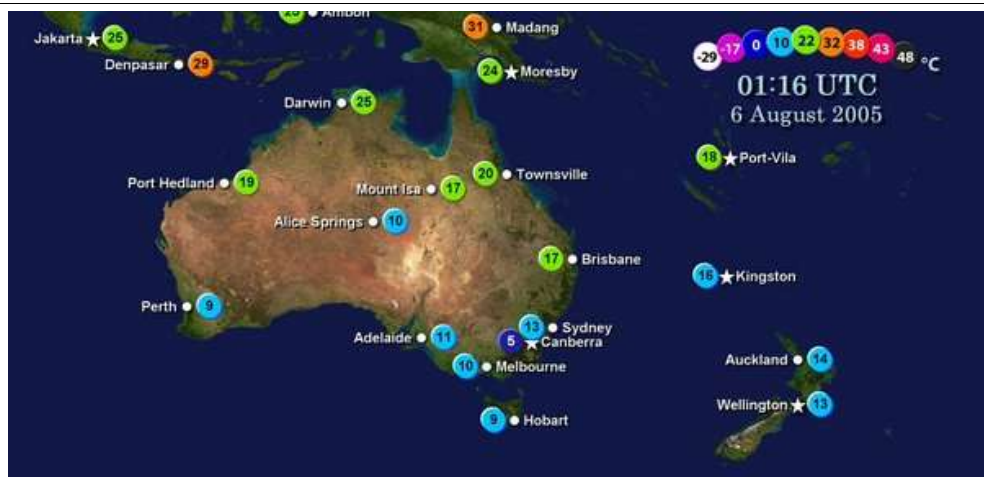 Ambon
31 Madang
Jakarta 25
-29 -17 0 10 22 32 38 43 48 °C
Denpasar 29
24 Moresby
01:16 UTC
6 August 2005
Darwin 25
18 Port-Vila
20 Townsville
Port Hedland 19
Mount Isa 17
Alice Springs 10
17 Brisbane
16 Kingston
Perth 9
13 Sydney
Adelaide 11
5 Canberra
Auckland 14
10 Melbourne
Wellington 13
9 Hobart